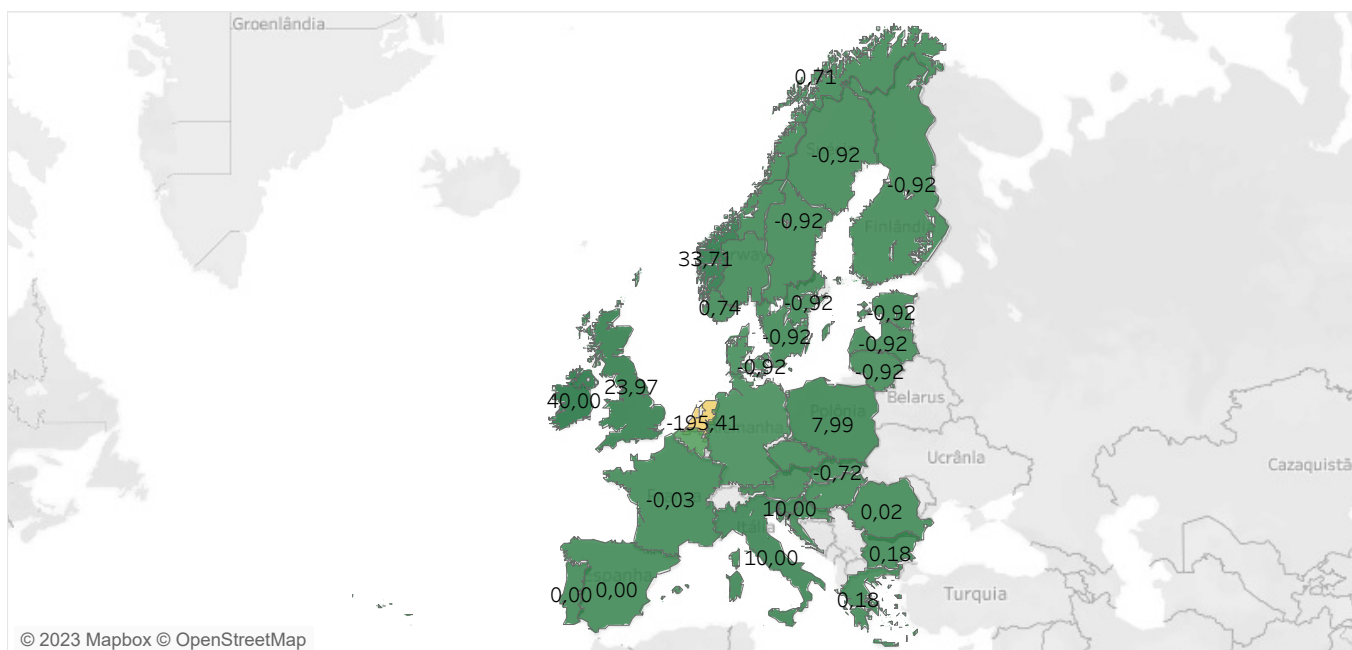 Groenlândia
0,71
-0,92
-0,92
-0,92
Finlândia
33,71
0,74
-0,92
-0,92
-0,92
-0,92
-0,92
-0,92
Belarus
40,00
23,97
-195,41
Polônia
7,99
Ucrânia
Cazaquistã
-0,72
-0,03
10,00
0,02
Itália
10,00
0,18
Espanha
0,00
0,00
0,18
Turquia
© 2023 Mapbox © OpenStreetMap